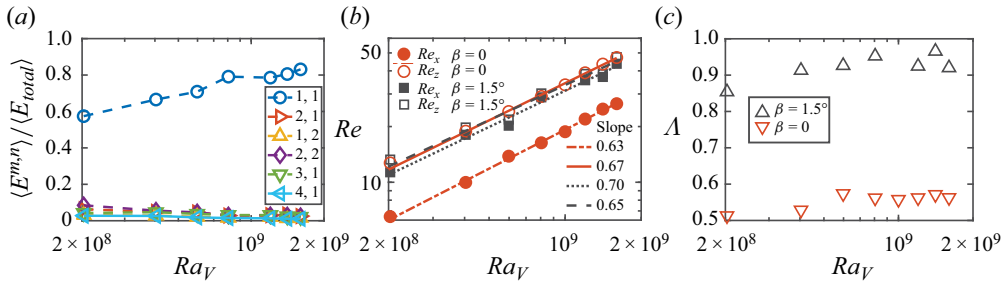 (a)
1.0
0.8
0.6
0.4
0.2
0
⟨E^{m,n}⟩ / ⟨E_{total}⟩
1, 1
2, 1
1, 2
2, 2
3, 1
4, 1
2 × 10^8
10^9
2 × 10^9
Ra_V
(b)
50
10
Re
Re_x β = 0
Re_z β = 0
Re_x β = 1.5°
Re_z β = 1.5°
Slope
0.63
0.67
0.70
0.65
2 × 10^8
10^9
2 × 10^9
Ra_V
(c)
1.0
0.9
0.8
0.7
0.6
0.5
Λ
β = 1.5°
β = 0
2 × 10^8
10^9
2 × 10^9
Ra_V